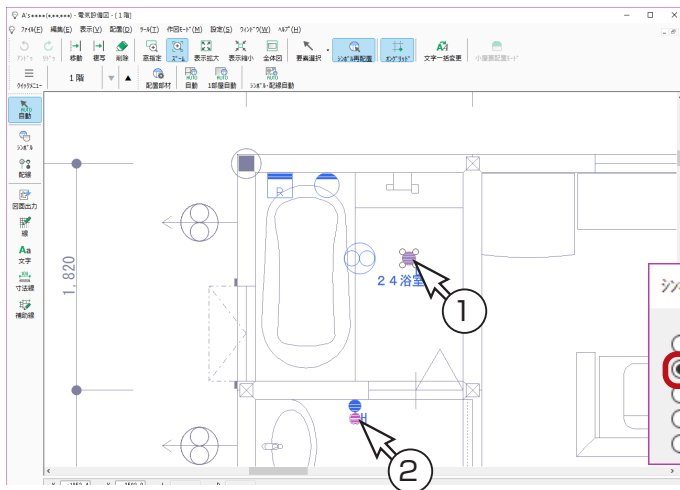 A's****(*,**,***) - 電気設備図 - [1 階]
ﾌｧｲﾙ(F) 編集(E) 表示(V) 配置(D) ﾂｰﾙ(T) 作図ﾓｰﾄﾞ(M) 設定(S) ｳｨﾝﾄﾞｳ(W) ﾍﾙﾌﾟ(H)
ｱﾝﾄﾞｩ ﾘﾄﾞｩ 移動 複写 削除 高指定 ｽﾞｰﾑ 表示拡大 表示縮小 全体図 要素選択 ｼﾝﾎﾞﾙ再配置 ｵﾝｸﾞﾘｯﾄﾞ 文字一括変更 小屋裏配置ﾓｰﾄﾞ
ｸｲｯｸﾒﾆｭｰ 1 階 配置部材 自動 1部屋自動 ｼﾝﾎﾞﾙ・配線自動
AUTO
自動
ｼﾝﾎﾞﾙ
配線
図面出力
線
Aa
文字
寸法線
補助線
1,820
R
24浴室
1
H
2
ｼﾝﾎﾞ